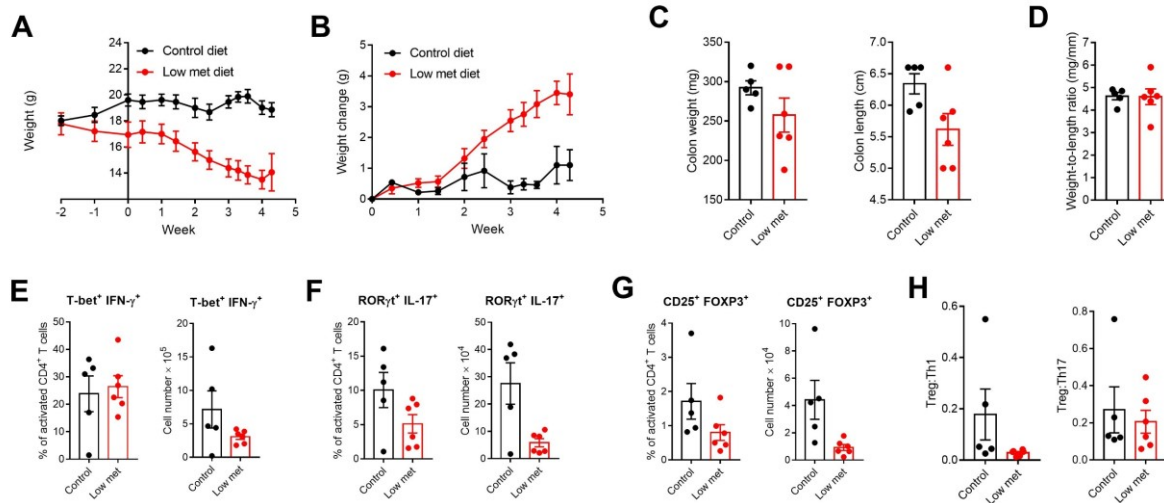 A
Weight (g)
24
22
20
18
16
14
Control diet
Low met diet
-2 -1 0 1 2 3 4 5
Week
B
Weight change (g)
5
4
3
2
1
0
Control diet
Low met diet
0 1 2 3 4 5
Week
C
Colon weight (mg)
350
300
250
200
150
100
Control
Low met
Colon length (cm)
7.0
6.5
6.0
5.5
5.0
4.5
Control
Low met
D
Weight-to-length ratio (mg/mm)
7
6
5
4
3
2
1
0
Control
Low met
E
T-bet⁺ IFN-γ⁺
% of activated CD4⁺ T cells
50
40
30
20
10
0
Control
Low met
T-bet⁺ IFN-γ⁺
Cell number × 10⁵
20
15
10
5
0
Control
Low met
F
RORγt⁺ IL-17⁺
% of activated CD4⁺ T cells
20
15
10
5
0
Control
Low met
RORγt⁺ IL-17⁺
Cell number × 10⁴
50
40
30
20
10
0
Control
Low met
G
CD25⁺ FOXP3⁺
% of activated CD4⁺ T cells
4
3
2
1
0
Control
Low met
CD25⁺ FOXP3⁺
Cell number × 10⁴
10
8
6
4
2
0
Control
Low met
H
Treg:Th1
0.6
0.4
0.2
0.0
Control
Low met
Treg:Th17
0.8
0.6
0.4
0.2
0.0
Control
Low met